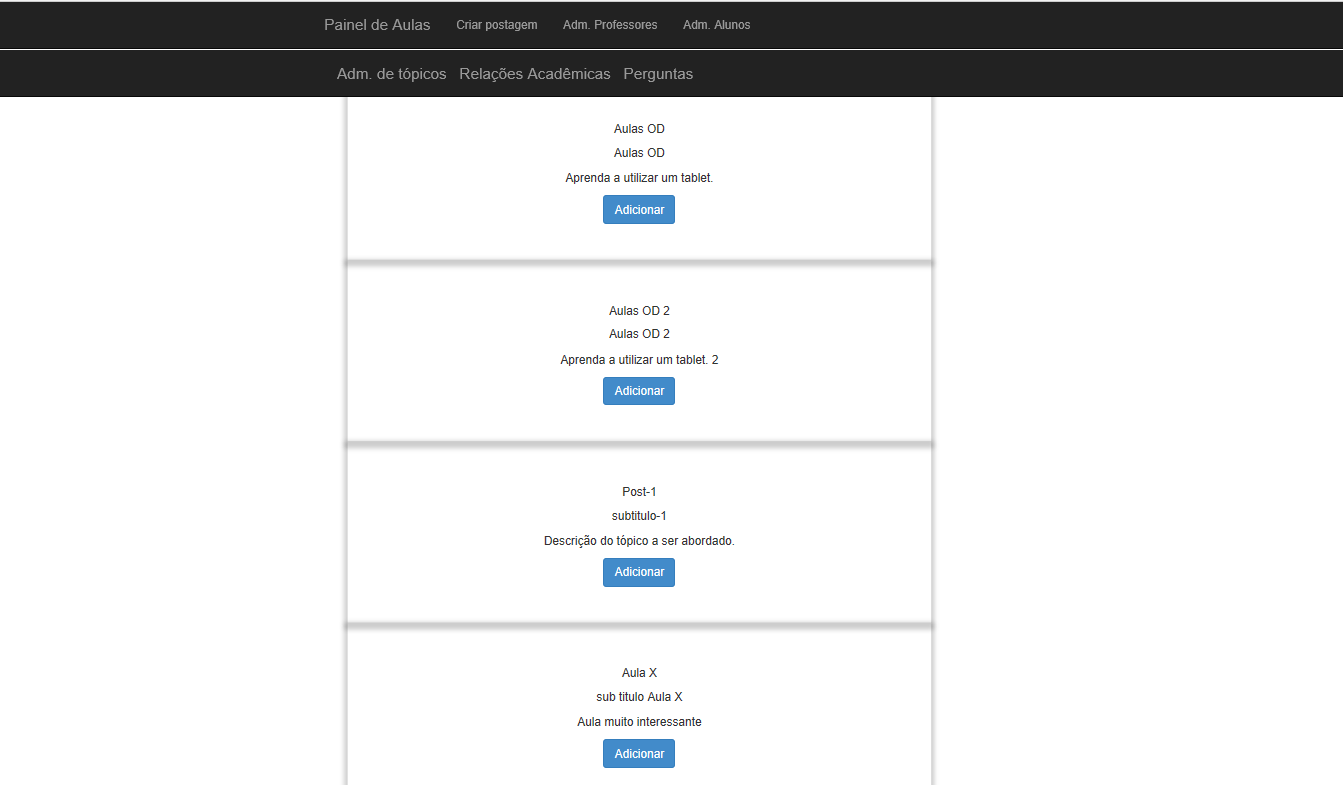 Painel de Aulas Criar postagem Adm. Professores Adm. Alunos
Adm. de tópicos Relações Acadêmicas Perguntas
Aulas OD
Aulas OD
Aprenda a utilizar um tablet.
Adicionar
Aulas OD 2
Aulas OD 2
Aprenda a utilizar um tablet. 2
Adicionar
Post-1
subtitulo-1
Descrição do tópico a ser abordado.
Adicionar
Aula X
sub titulo Aula X
Aula muito interessante
Adicionar